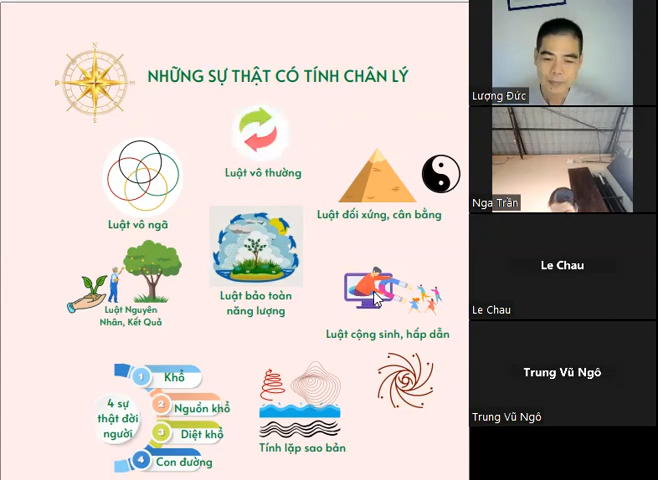 NHỮNG SỰ THẬT CÓ TÍNH CHÂN LÝ
Luật vô thường
Luật đối xứng, cân bằng
Luật vô ngã
Luật bảo toàn
năng lượng
Luật Nguyên
Nhân, Kết Quả
Luật cộng sinh, hấp dẫn
4 sự
thật đời
người
1 Khổ
2 Nguồn khổ
3 Diệt khổ
4 Con đường
Tính lặp sao bản
Lượng Đức
Nga Trần
Le Chau
Le Chau
Trung Vũ Ngô
Trung Vũ Ngô